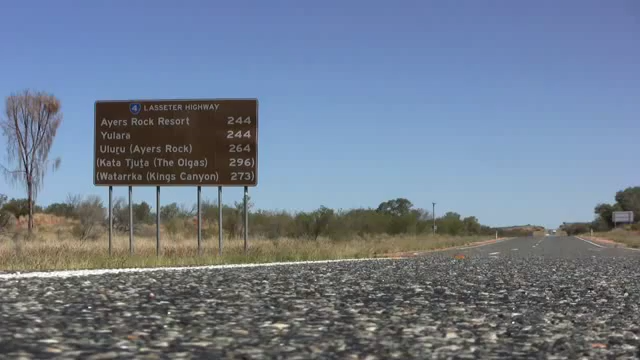 4 LASSETER HIGHWAY
Ayers Rock Resort 244
Yulara 244
Uluṟu (Ayers Rock) 264
(Kata Tjuṯa (The Olgas) 296)
(Watarrka (Kings Canyon) 273)